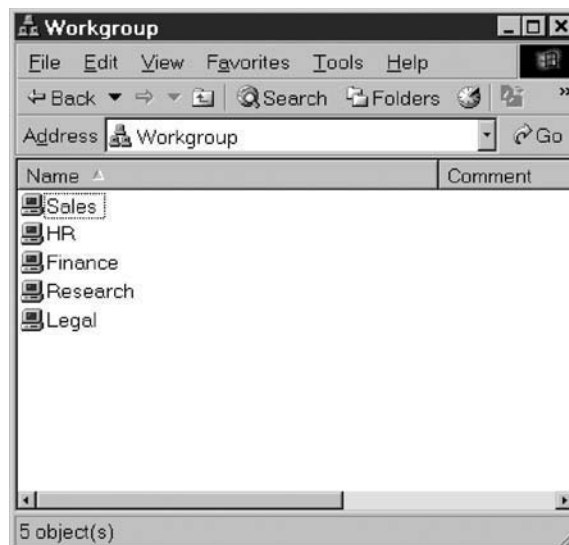 Workgroup
File Edit View Favorites Tools Help
Back Search Folders »
Address Workgroup Go
Name Comment
Sales
HR
Finance
Research
Legal
5 object(s)